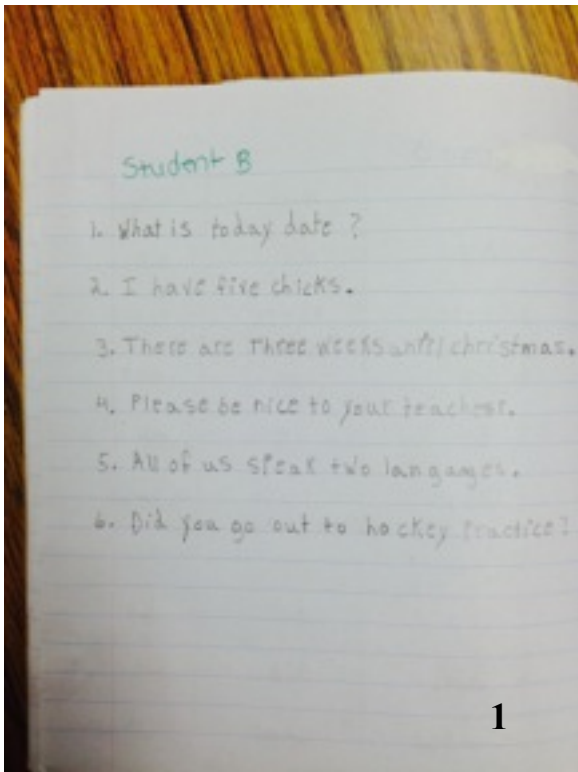 Student B
1. What is today date ?
2. I have five chicks.
3. There are Three weeks until christmas.
4. Please be nice to your teacher.
5. All of us speak two langages.
6. Did you go out to hockey practice?
1